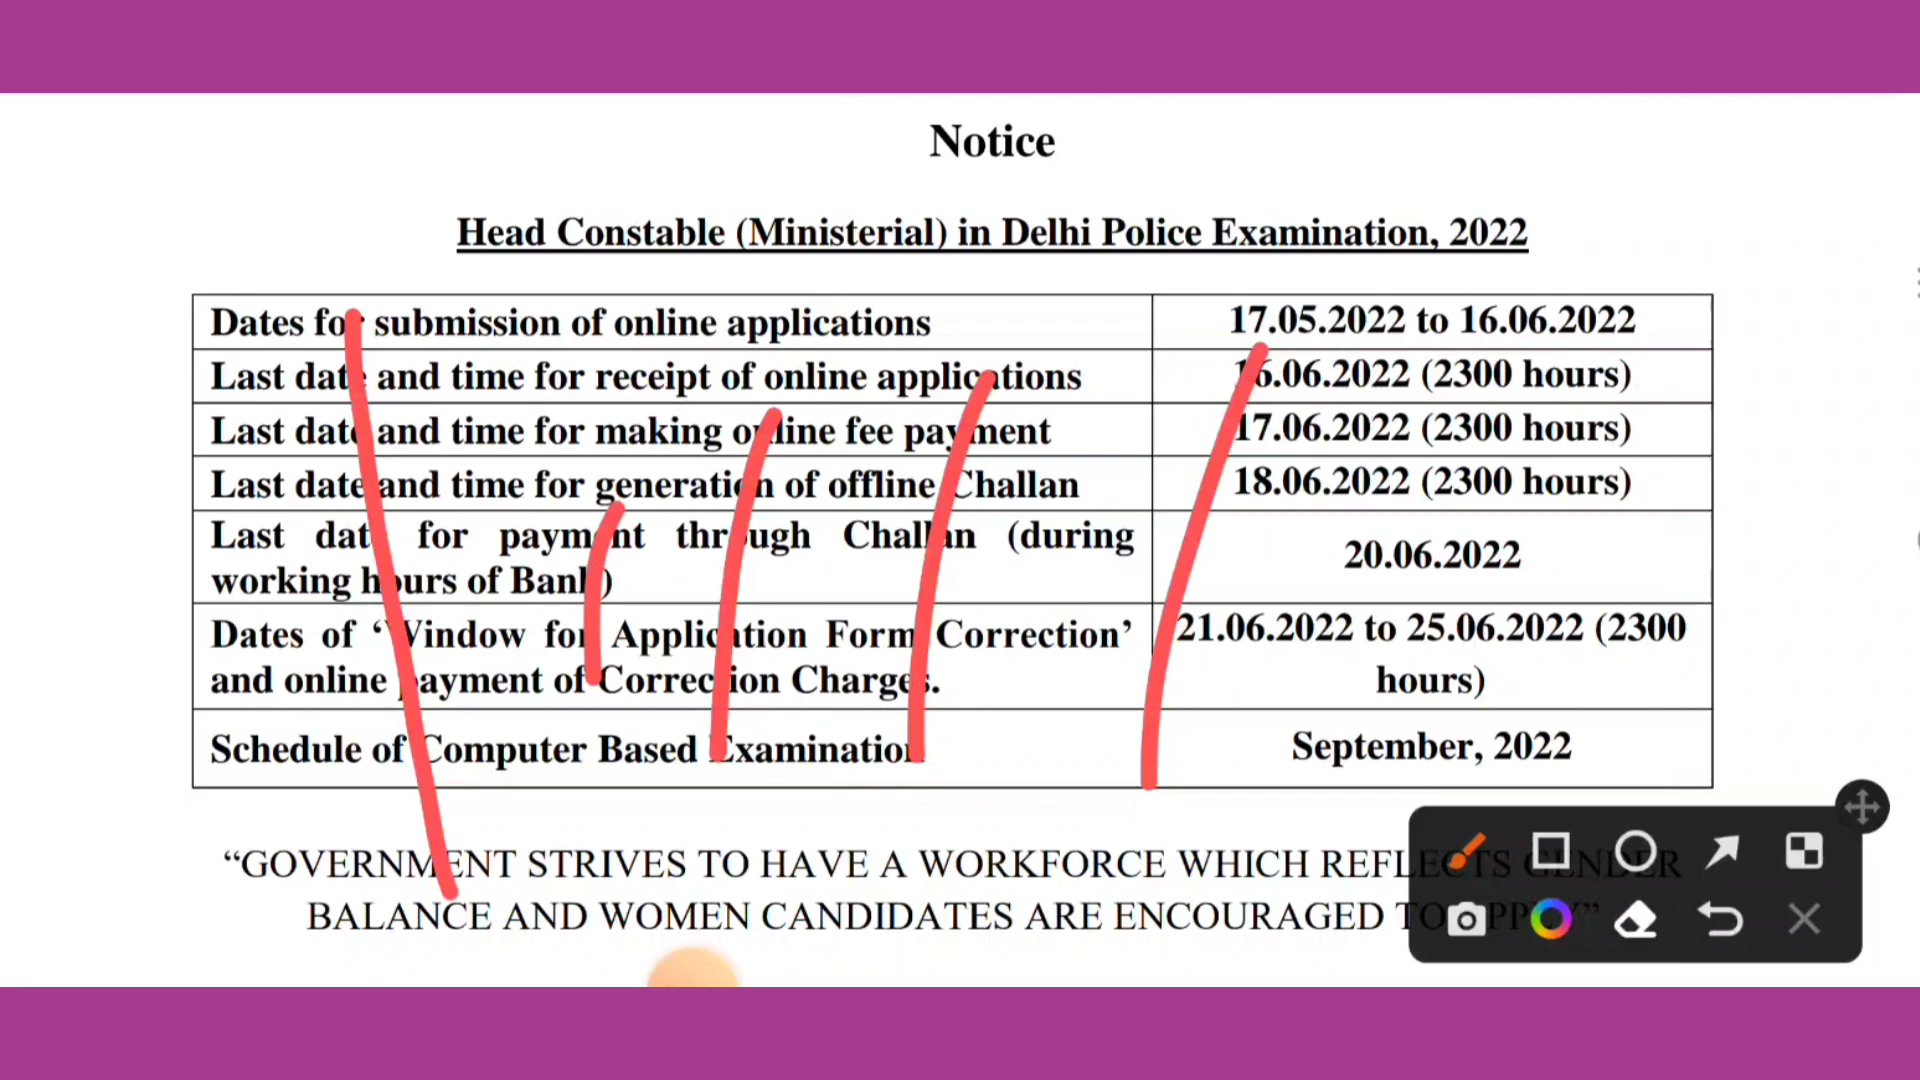 Notice
Head Constable (Ministerial) in Delhi Police Examination, 2022
Dates for submission of online applications 17.05.2022 to 16.06.2022
Last date and time for receipt of online applications 16.06.2022 (2300 hours)
Last date and time for making online fee payment 17.06.2022 (2300 hours)
Last date and time for generation of offline Challan 18.06.2022 (2300 hours)
Last date for payment through Challan (during
working hours of Bank) 20.06.2022
Dates of ‘Window for Application Form Correction’ 21.06.2022 to 25.06.2022 (2300
and online payment of Correction Charges. hours)
Schedule of Computer Based Examination September, 2022
“GOVERNMENT STRIVES TO HAVE A WORKFORCE WHICH REFLECTS GENDER
BALANCE AND WOMEN CANDIDATES ARE ENCOURAGED TO APPLY”